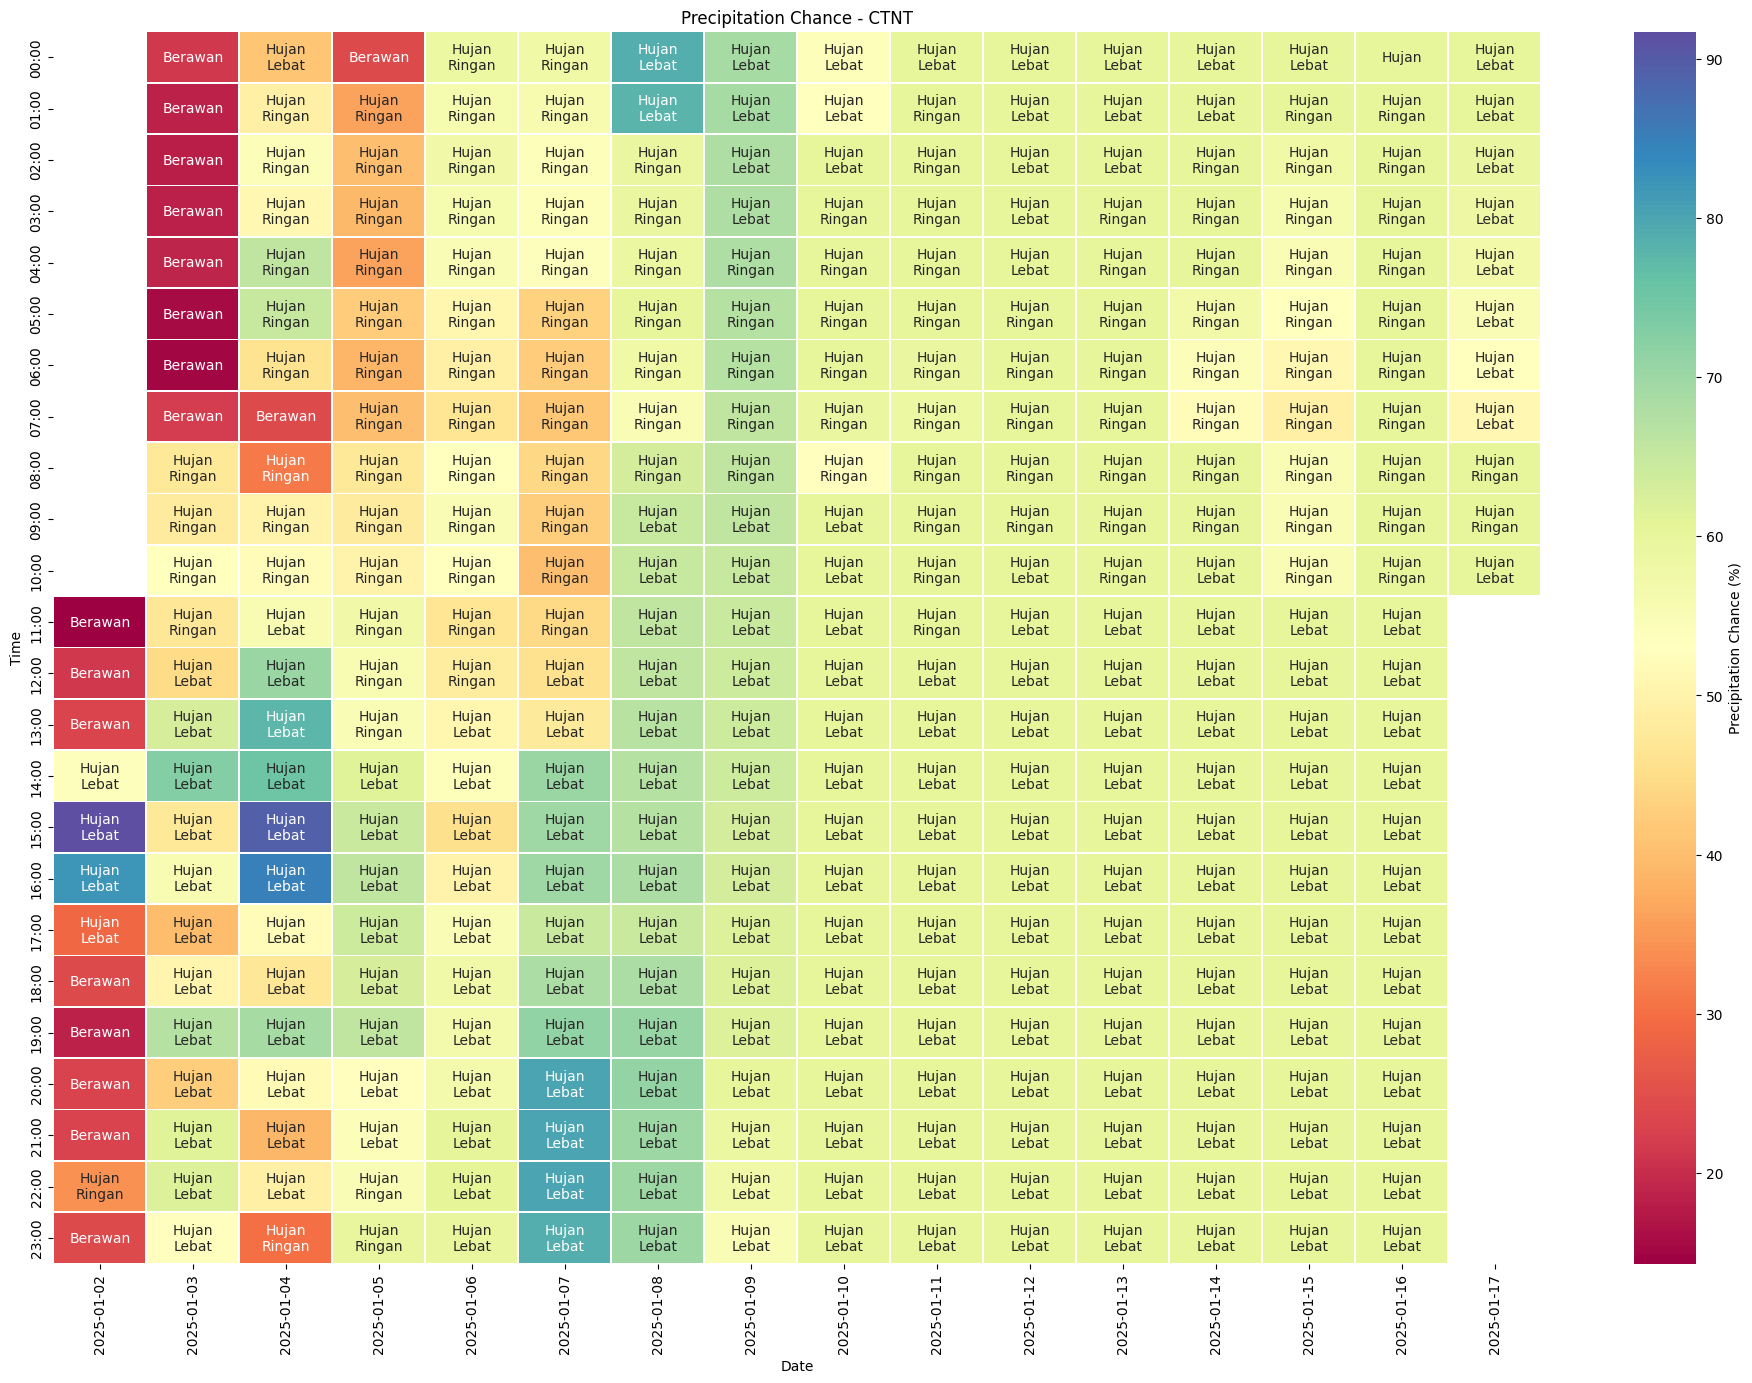 Precipitation Chance - CTNT
00:00 Berawan Hujan Berawan Hujan Hujan Hujan Hujan Hujan Hujan Hujan Hujan Hujan Hujan Hujan Hujan
Lebat Ringan Ringan Lebat Lebat Lebat Lebat Lebat Lebat Lebat Lebat Lebat
01:00 Berawan Hujan Hujan Hujan Hujan Hujan Hujan Hujan Hujan Hujan Hujan Hujan Hujan Hujan Hujan
Ringan Ringan Ringan Ringan Lebat Lebat Lebat Ringan Lebat Lebat Lebat Ringan Ringan Lebat
02:00 Berawan Hujan Hujan Hujan Hujan Hujan Hujan Hujan Hujan Hujan Hujan Hujan Hujan Hujan Hujan
Ringan Ringan Ringan Ringan Ringan Lebat Lebat Ringan Lebat Lebat Ringan Ringan Ringan Lebat
03:00 Berawan Hujan Hujan Hujan Hujan Hujan Hujan Hujan Hujan Hujan Hujan Hujan Hujan Hujan Hujan
Ringan Ringan Ringan Ringan Ringan Lebat Ringan Ringan Lebat Ringan Ringan Ringan Ringan Lebat
04:00 Berawan Hujan Hujan Hujan Hujan Hujan Hujan Hujan Hujan Hujan Hujan Hujan Hujan Hujan Hujan
Ringan Ringan Ringan Ringan Ringan Ringan Ringan Ringan Lebat Ringan Ringan Ringan Ringan Lebat
05:00 Berawan Hujan Hujan Hujan Hujan Hujan Hujan Hujan Hujan Hujan Hujan Hujan Hujan Hujan Hujan
Ringan Ringan Ringan Ringan Ringan Ringan Ringan Ringan Ringan Ringan Ringan Ringan Ringan Lebat
06:00 Berawan Hujan Hujan Hujan Hujan Hujan Hujan Hujan Hujan Hujan Hujan Hujan Hujan Hujan Hujan
Ringan Ringan Ringan Ringan Ringan Ringan Ringan Ringan Ringan Ringan Ringan Ringan Ringan Lebat
07:00 Berawan Berawan Hujan Hujan Hujan Hujan Hujan Hujan Hujan Hujan Hujan Hujan Hujan Hujan Hujan
Ringan Ringan Ringan Ringan Ringan Ringan Ringan Ringan Ringan Ringan Ringan Ringan Lebat
08:00 Hujan Hujan Hujan Hujan Hujan Hujan Hujan Hujan Hujan Hujan Hujan Hujan Hujan Hujan Hujan
Ringan Ringan Ringan Ringan Ringan Ringan Ringan Ringan Ringan Ringan Ringan Ringan Ringan Ringan Ringan
09:00 Hujan Hujan Hujan Hujan Hujan Hujan Hujan Hujan Hujan Hujan Hujan Hujan Hujan Hujan Hujan
Ringan Ringan Ringan Ringan Ringan Lebat Lebat Lebat Ringan Ringan Ringan Ringan Ringan Ringan Ringan
10:00 Hujan Hujan Hujan Hujan Hujan Hujan Hujan Hujan Hujan Hujan Hujan Hujan Hujan Hujan Hujan
Ringan Ringan Ringan Ringan Ringan Lebat Lebat Lebat Ringan Lebat Ringan Lebat Ringan Ringan Lebat
11:00 Berawan Hujan Hujan Hujan Hujan Hujan Hujan Hujan Hujan Hujan Hujan Hujan Hujan Hujan Hujan
Ringan Lebat Ringan Ringan Ringan Lebat Lebat Lebat Ringan Lebat Lebat Lebat Lebat Lebat
12:00 Berawan Hujan Hujan Hujan Hujan Hujan Hujan Hujan Hujan Hujan Hujan Hujan Hujan Hujan Hujan
Lebat Lebat Ringan Ringan Lebat Lebat Lebat Lebat Lebat Lebat Lebat Lebat Lebat Lebat
13:00 Berawan Hujan Hujan Hujan Hujan Hujan Hujan Hujan Hujan Hujan Hujan Hujan Hujan Hujan Hujan
Lebat Lebat Ringan Lebat Lebat Lebat Lebat Lebat Lebat Lebat Lebat Lebat Lebat Lebat
14:00 Hujan Hujan Hujan Hujan Hujan Hujan Hujan Hujan Hujan Hujan Hujan Hujan Hujan Hujan Hujan
Lebat Lebat Lebat Lebat Lebat Lebat Lebat Lebat Lebat Lebat Lebat Lebat Lebat Lebat Lebat
15:00 Hujan Hujan Hujan Hujan Hujan Hujan Hujan Hujan Hujan Hujan Hujan Hujan Hujan Hujan Hujan
Lebat Lebat Lebat Lebat Lebat Lebat Lebat Lebat Lebat Lebat Lebat Lebat Lebat Lebat Lebat
16:00 Hujan Hujan Hujan Hujan Hujan Hujan Hujan Hujan Hujan Hujan Hujan Hujan Hujan Hujan Hujan
Lebat Lebat Lebat Lebat Lebat Lebat Lebat Lebat Lebat Lebat Lebat Lebat Lebat Lebat Lebat
17:00 Hujan Hujan Hujan Hujan Hujan Hujan Hujan Hujan Hujan Hujan Hujan Hujan Hujan Hujan Hujan
Lebat Lebat Lebat Lebat Lebat Lebat Lebat Lebat Lebat Lebat Lebat Lebat Lebat Lebat Lebat
18:00 Berawan Hujan Hujan Hujan Hujan Hujan Hujan Hujan Hujan Hujan Hujan Hujan Hujan Hujan Hujan
Lebat Lebat Lebat Lebat Lebat Lebat Lebat Lebat Lebat Lebat Lebat Lebat Lebat Lebat
19:00 Berawan Hujan Hujan Hujan Hujan Hujan Hujan Hujan Hujan Hujan Hujan Hujan Hujan Hujan Hujan
Lebat Lebat Lebat Lebat Lebat Lebat Lebat Lebat Lebat Lebat Lebat Lebat Lebat Lebat
20:00 Berawan Hujan Hujan Hujan Hujan Hujan Hujan Hujan Hujan Hujan Hujan Hujan Hujan Hujan Hujan
Lebat Lebat Lebat Lebat Lebat Lebat Lebat Lebat Lebat Lebat Lebat Lebat Lebat Lebat
21:00 Berawan Hujan Hujan Hujan Hujan Hujan Hujan Hujan Hujan Hujan Hujan Hujan Hujan Hujan Hujan
Lebat Lebat Lebat Lebat Lebat Lebat Lebat Lebat Lebat Lebat Lebat Lebat Lebat Lebat
22:00 Hujan Hujan Hujan Hujan Hujan Hujan Hujan Hujan Hujan Hujan Hujan Hujan Hujan Hujan Hujan
Ringan Lebat Lebat Ringan Lebat Lebat Lebat Lebat Lebat Lebat Lebat Lebat Lebat Lebat Lebat
23:00 Berawan Hujan Hujan Hujan Hujan Hujan Hujan Hujan Hujan Hujan Hujan Hujan Hujan Hujan Hujan
Lebat Ringan Ringan Lebat Lebat Lebat Lebat Lebat Lebat Lebat Lebat Lebat Lebat Lebat
Time
2025-01-02 2025-01-03 2025-01-04 2025-01-05 2025-01-06 2025-01-07 2025-01-08 2025-01-09 2025-01-10 2025-01-11 2025-01-12 2025-01-13 2025-01-14 2025-01-15 2025-01-16 2025-01-17
Date
90
80
70
60
50
40
30
20
Precipitation Chance (%)